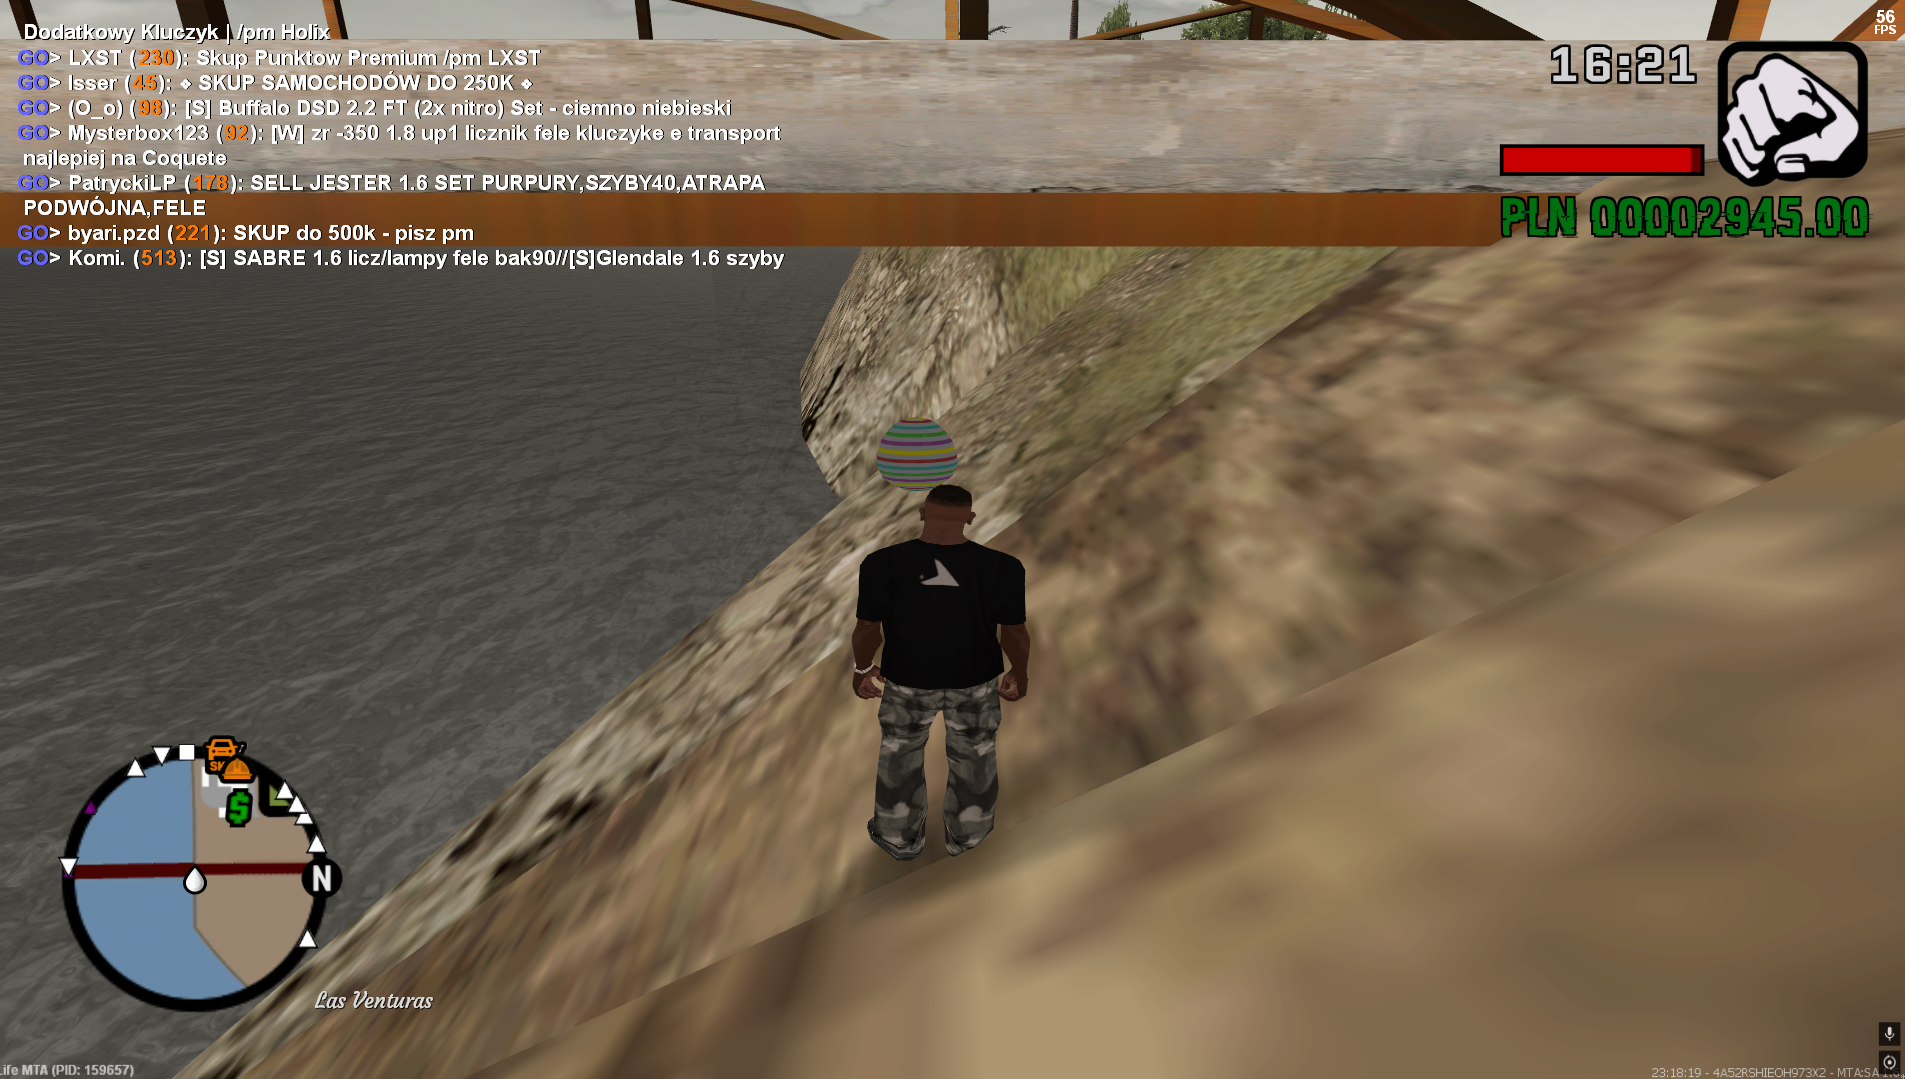 Dodatkowy Kluczyk | /pm Holix
GO> LXST (230): Skup Punktow Premium /pm LXST
GO> Isser (45): ⬥ SKUP SAMOCHODÓW DO 250K ⬥
GO> (O_o) (98): [S] Buffalo DSD 2.2 FT (2x nitro) Set - ciemno niebieski
GO> Mysterbox123 (92): [W] zr -350 1.8 up1 licznik fele kluczyke e transport
najlepiej na Coquete
GO> PatryckiLP (178): SELL JESTER 1.6 SET PURPURY,SZYBY40,ATRAPA
PODWÓJNA,FELE
GO> byari.pzd (221): SKUP do 500k - pisz pm
GO> Komi. (513): [S] SABRE 1.6 licz/lampy fele bak90//[S]Glendale 1.6 szyby
56
FPS
16:21
PLN 00002945.00
$
N
Las Venturas
ife MTA (PID: 159657)
23:18:19 - 4A52RSHIEOH973X2 - MTA:SA